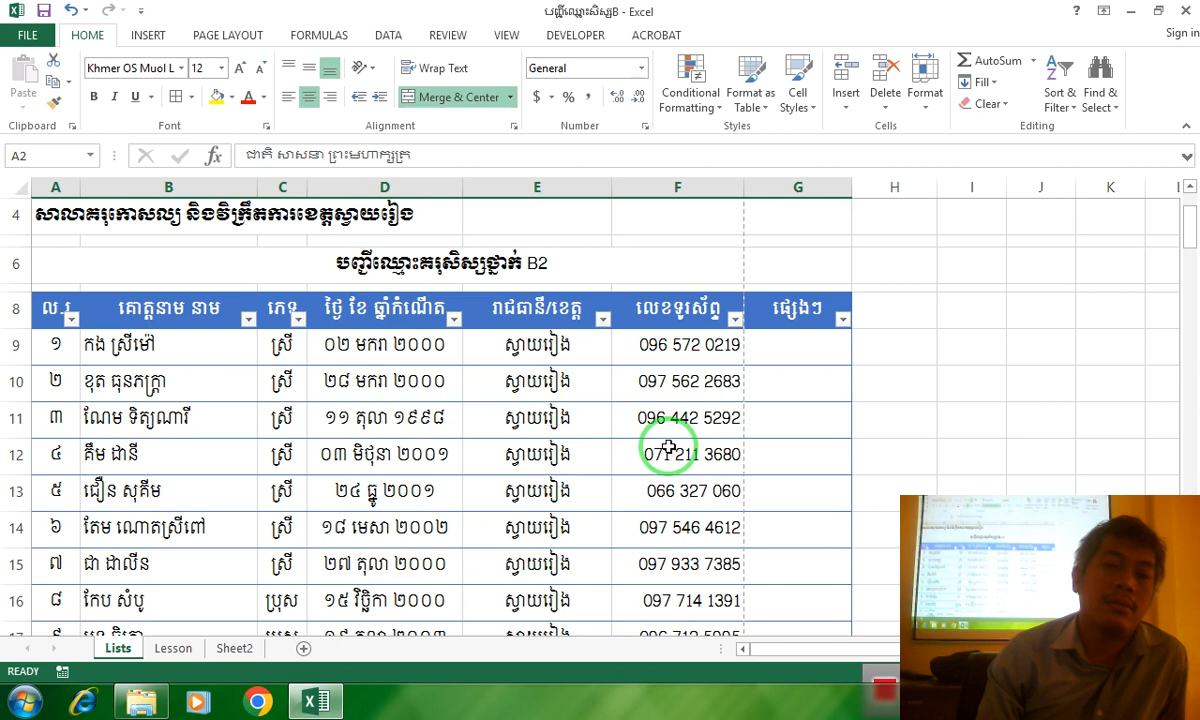 បញ្ជីឈ្មោះសិស្សB - Excel
Sign in
FILE HOME INSERT PAGE LAYOUT FORMULAS DATA REVIEW VIEW DEVELOPER ACROBAT
Khmer OS Muol L 12
Wrap Text
General
AutoSum
Fill
Clear
Merge & Center
Paste
Conditional Formatting
Format as Table
Cell Styles
Insert
Delete
Format
Sort & Filter
Find & Select
Clipboard Font Alignment Number Styles Cells Editing
A2
ជាតិ សាសនា ព្រះមហាក្សត្រ
A B C D E F G H I J K
4 សាលាគរុកោសល្យ និងវិក្រឹតការខេត្តស្វាយរៀង
6 បញ្ជីឈ្មោះគរុសិស្សថ្នាក់ B2
8 ល.រ គោត្តនាម នាម ភេទ ថ្ងៃ ខែ ឆ្នាំកំណើត រាជធានី/ខេត្ត លេខទូរស័ព្ទ ផ្សេងៗ
9 ១ កង ស្រីម៉ៅ ស្រី ០២ មករា ២០០០ ស្វាយរៀង 096 572 0219
10 ២ ខុត ធុនភក្ត្រា ស្រី ២៨ មករា ២០០០ ស្វាយរៀង 097 562 2683
11 ៣ ណែម ទិត្យណារី ស្រី ១១ តុលា ១៩៩៨ ស្វាយរៀង 096 442 5292
12 ៤ គឹម ដានី ស្រី ០៣ មិថុនា ២០០១ ស្វាយរៀង 071 211 3680
13 ៥ ជឿន សុគីម ស្រី ២៤ ធ្នូ ២០០១ ស្វាយរៀង 066 327 060
14 ៦ តែម ណោតស្រីពៅ ស្រី ១៨ មេសា ២០០២ ស្វាយរៀង 097 546 4612
15 ៧ ជា ដាលីន ស្រី ២៧ តុលា ២០០០ ស្វាយរៀង 097 933 7385
16 ៨ កែប សំបូ ប្រុស ១៥ វិច្ឆិកា ២០០០ ស្វាយរៀង 097 714 1391
Lists Lesson Sheet2
READY